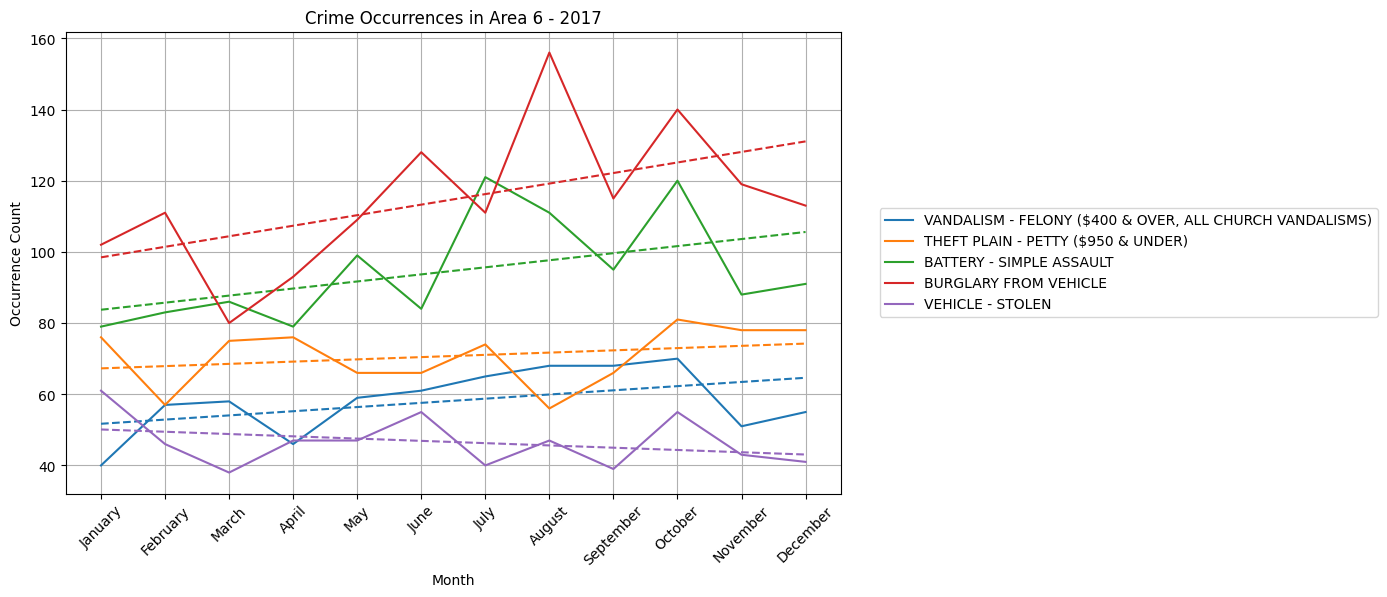 Crime Occurrences in Area 6 - 2017
Occurrence Count
160
140
120
100
80
60
40
January
February
March
April
May
June
July
August
September
October
November
December
Month
VANDALISM - FELONY ($400 & OVER, ALL CHURCH VANDALISMS)
THEFT PLAIN - PETTY ($950 & UNDER)
BATTERY - SIMPLE ASSAULT
BURGLARY FROM VEHICLE
VEHICLE - STOLEN